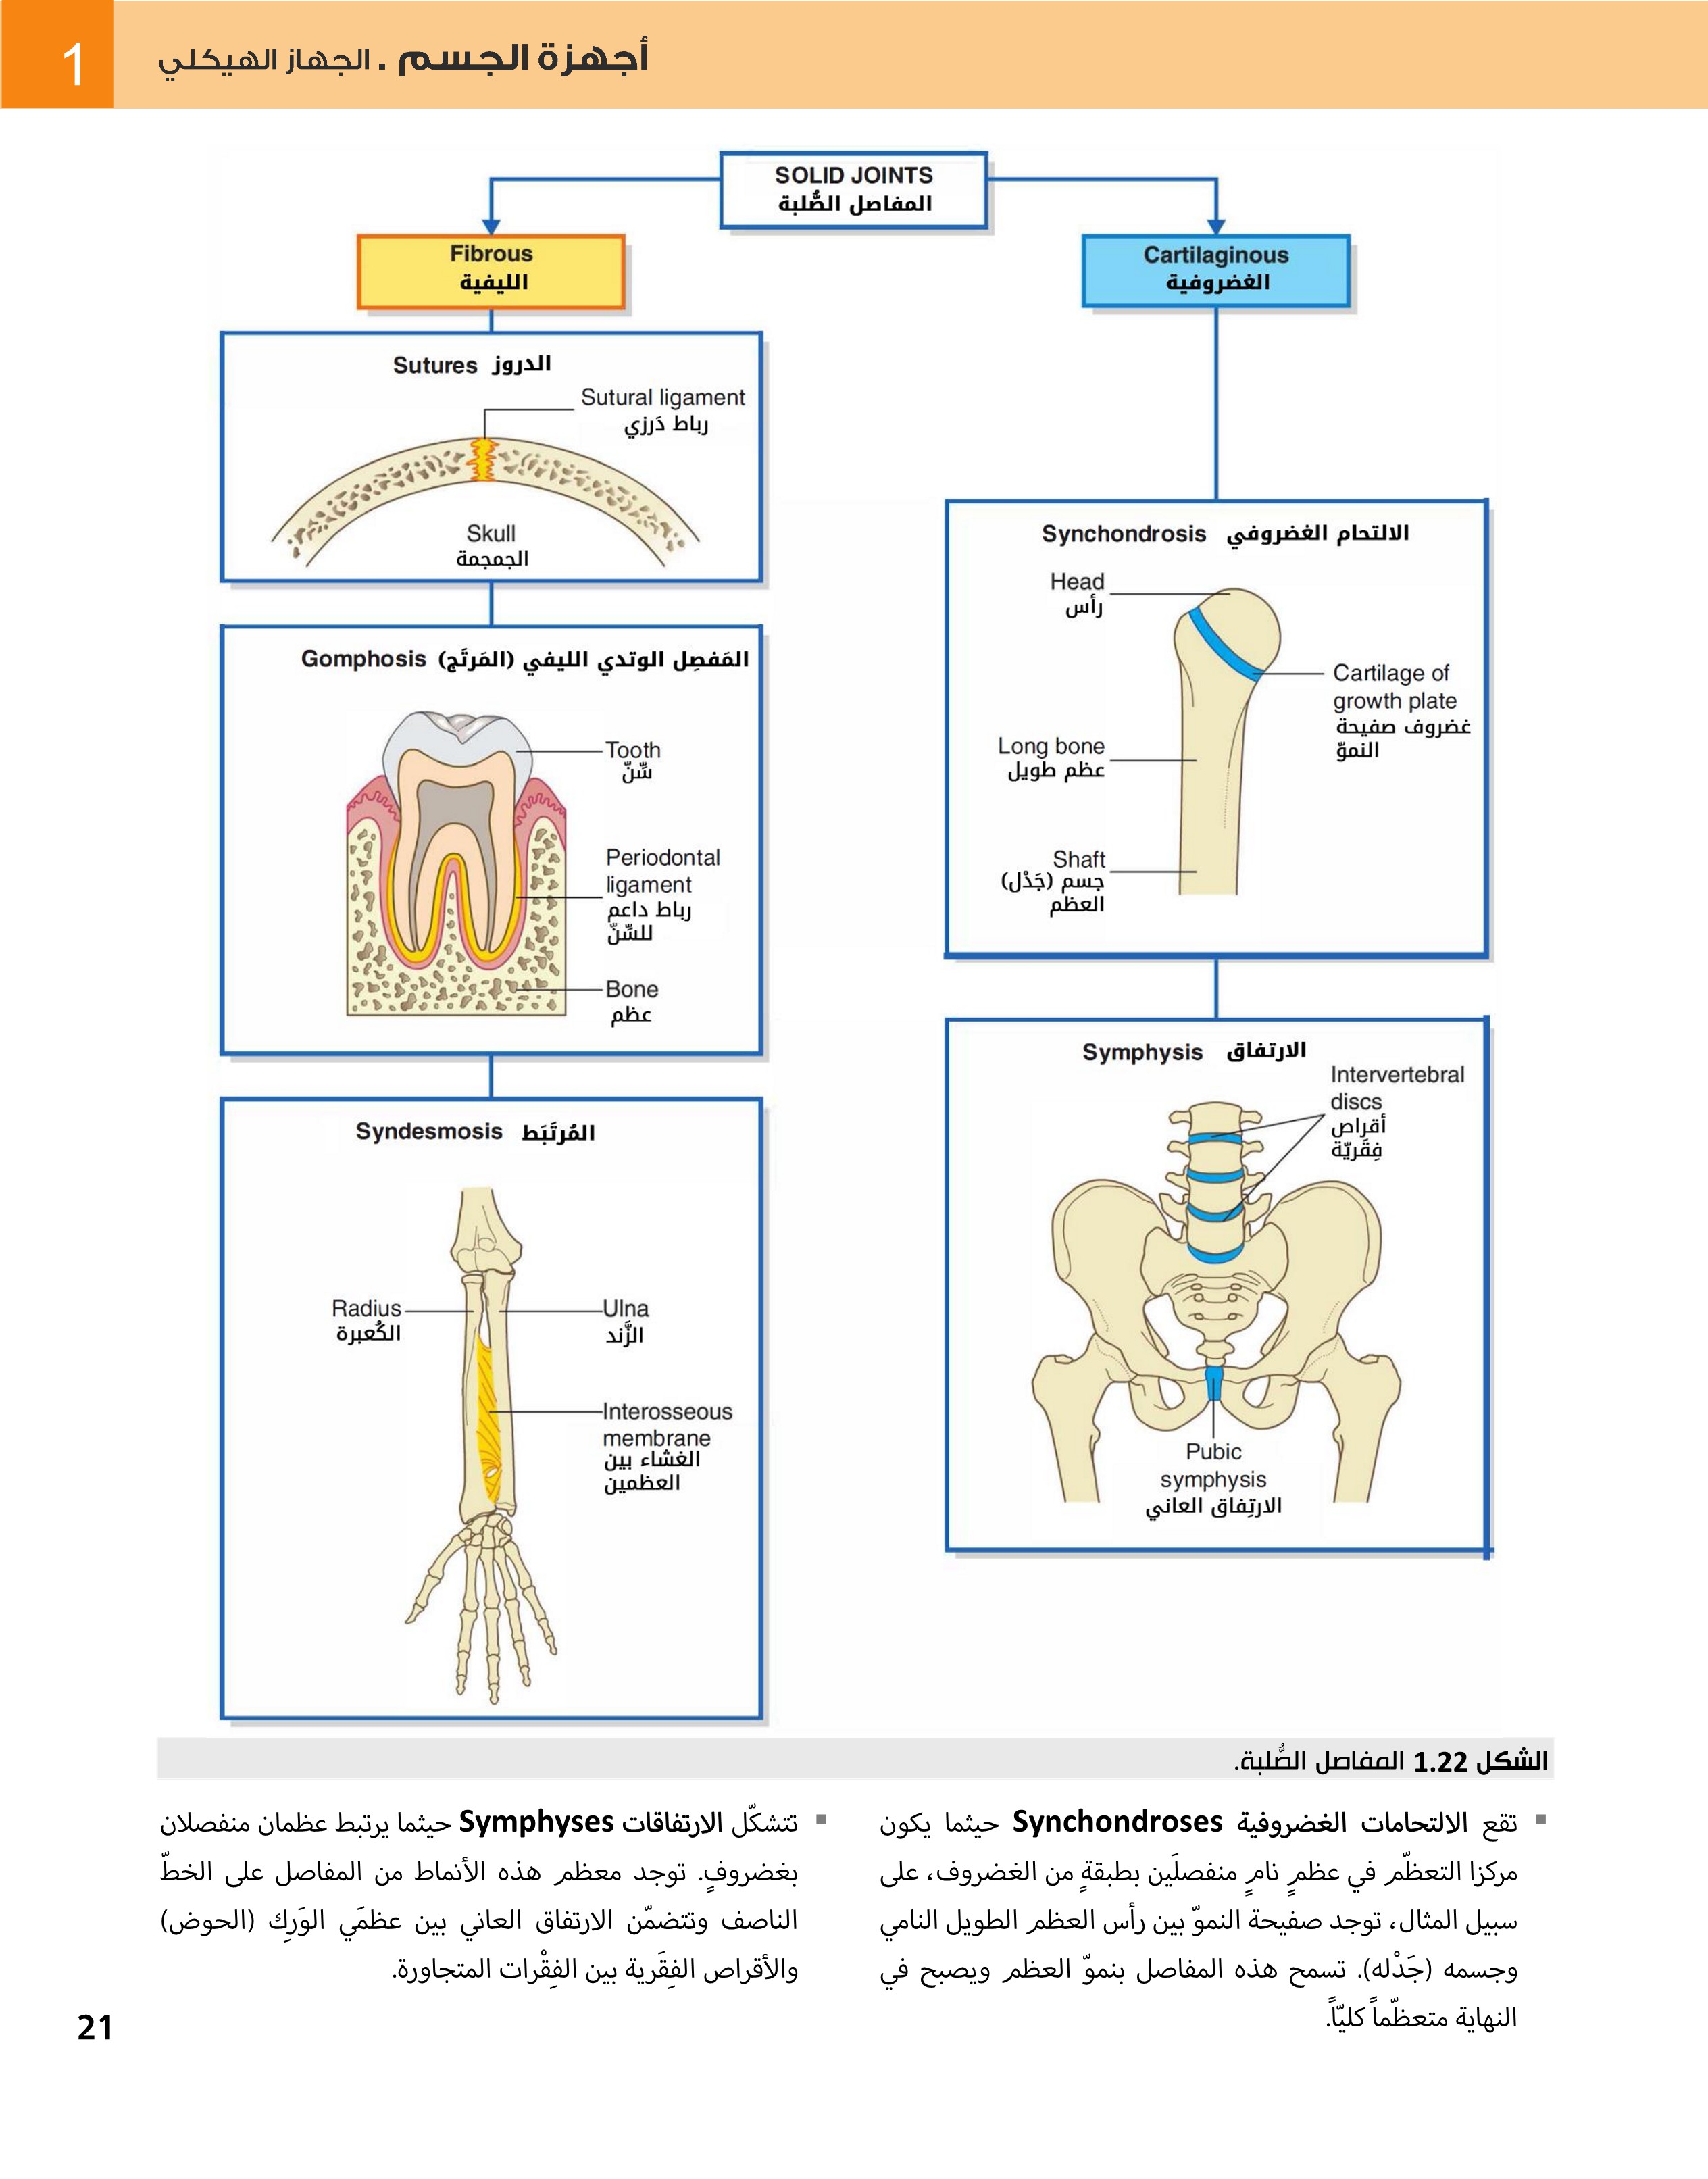 1
أجهزة الجسم . الجهاز الهيكلي
SOLID JOINTS
المفاصل الصُّلبة
Fibrous
الليفية
Sutures الدروز
Sutural ligament
رباط دَرزي
Skull
الجمجمة
Gomphosis المَفصِل الوتدي الليفي (المَرتَج)
Tooth
سِّنّ
Periodontal
ligament
رباط داعم
للسِّنّ
Bone
عظم
Syndesmosis المُرتَبَط
Radius
الكُعبرة
Ulna
الزَّند
Interosseous
membrane
الغشاء بين
العظمين
Cartilaginous
الغضروفية
Synchondrosis الالتحام الغضروفي
Head
رأس
Cartilage of
growth plate
غضروف صفيحة
النموّ
Long bone
عظم طويل
Shaft
جسم (جَدْل)
العظم
Symphysis الارتفاق
Intervertebral
discs
أقراص
فِقَريّة
Pubic
symphysis
الارتِفاق العاني
الشكل 1.22 المفاصل الصُّلبة.
▪ تقع الالتحامات الغضروفية Synchondroses حيثما يكون
مركزا التعظّم في عظمٍ نامٍ منفصلَين بطبقةٍ من الغضروف، على
سبيل المثال، توجد صفيحة النموّ بين رأس العظم الطويل النامي
وجسمه (جَدْله). تسمح هذه المفاصل بنموّ العظم ويصبح في
النهاية متعظّماً كليّاً.
▪ تتشكّل الارتفاقات Symphyses حيثما يرتبط عظمان منفصلان
بغضروفٍ. توجد معظم هذه الأنماط من المفاصل على الخطّ
الناصف وتتضمّن الارتفاق العاني بين عظمَي الوَرِك (الحوض)
والأقراص الفِقَرية بين الفِقْرات المتجاورة.
21